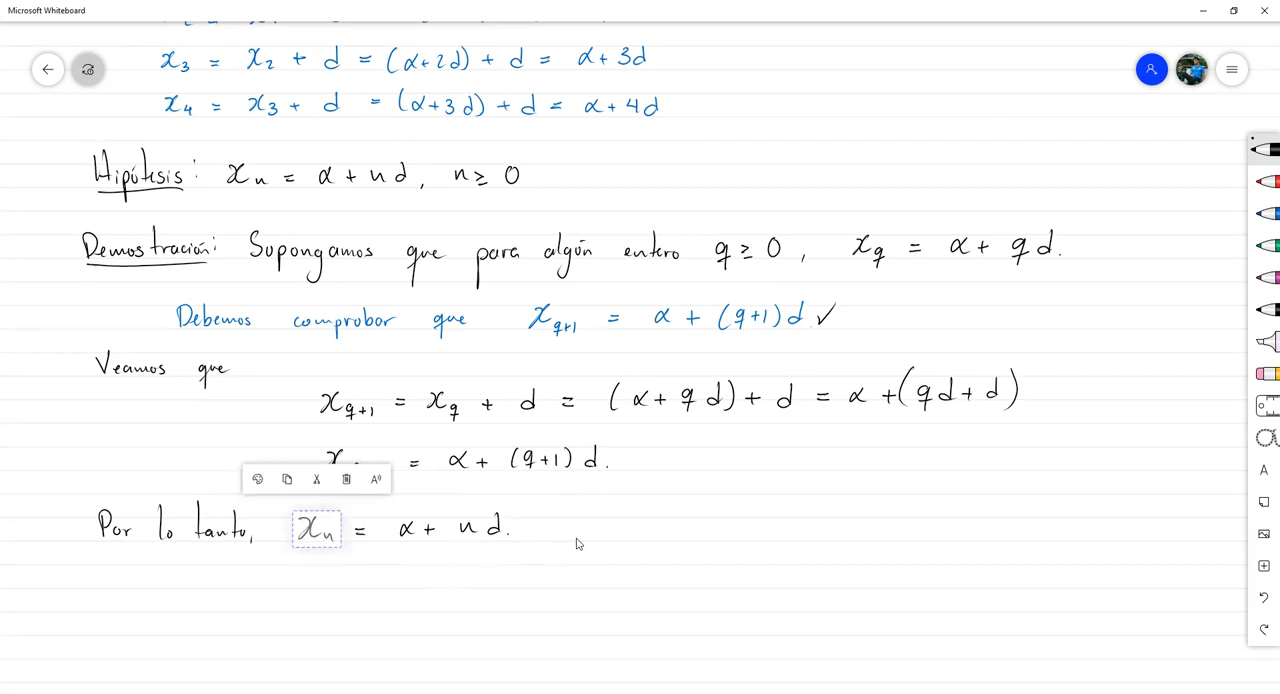 Microsoft Whiteboard
x₃ = x₂ + d = (α+2d) + d = α + 3d
x₄ = x₃ + d = (α+3d) + d = α + 4d
Hipótesis: xₙ = α + nd, n ≥ 0
Demostración: Supongamos que para algún entero q ≥ 0, x_q = α + qd.
Debemos comprobar que x_{q+1} = α + (q+1)d. ✓
Veamos que
x_{q+1} = x_q + d = (α + qd) + d = α + (qd + d)
= α + (q+1)d.
Por lo tanto, xₙ = α + nd.